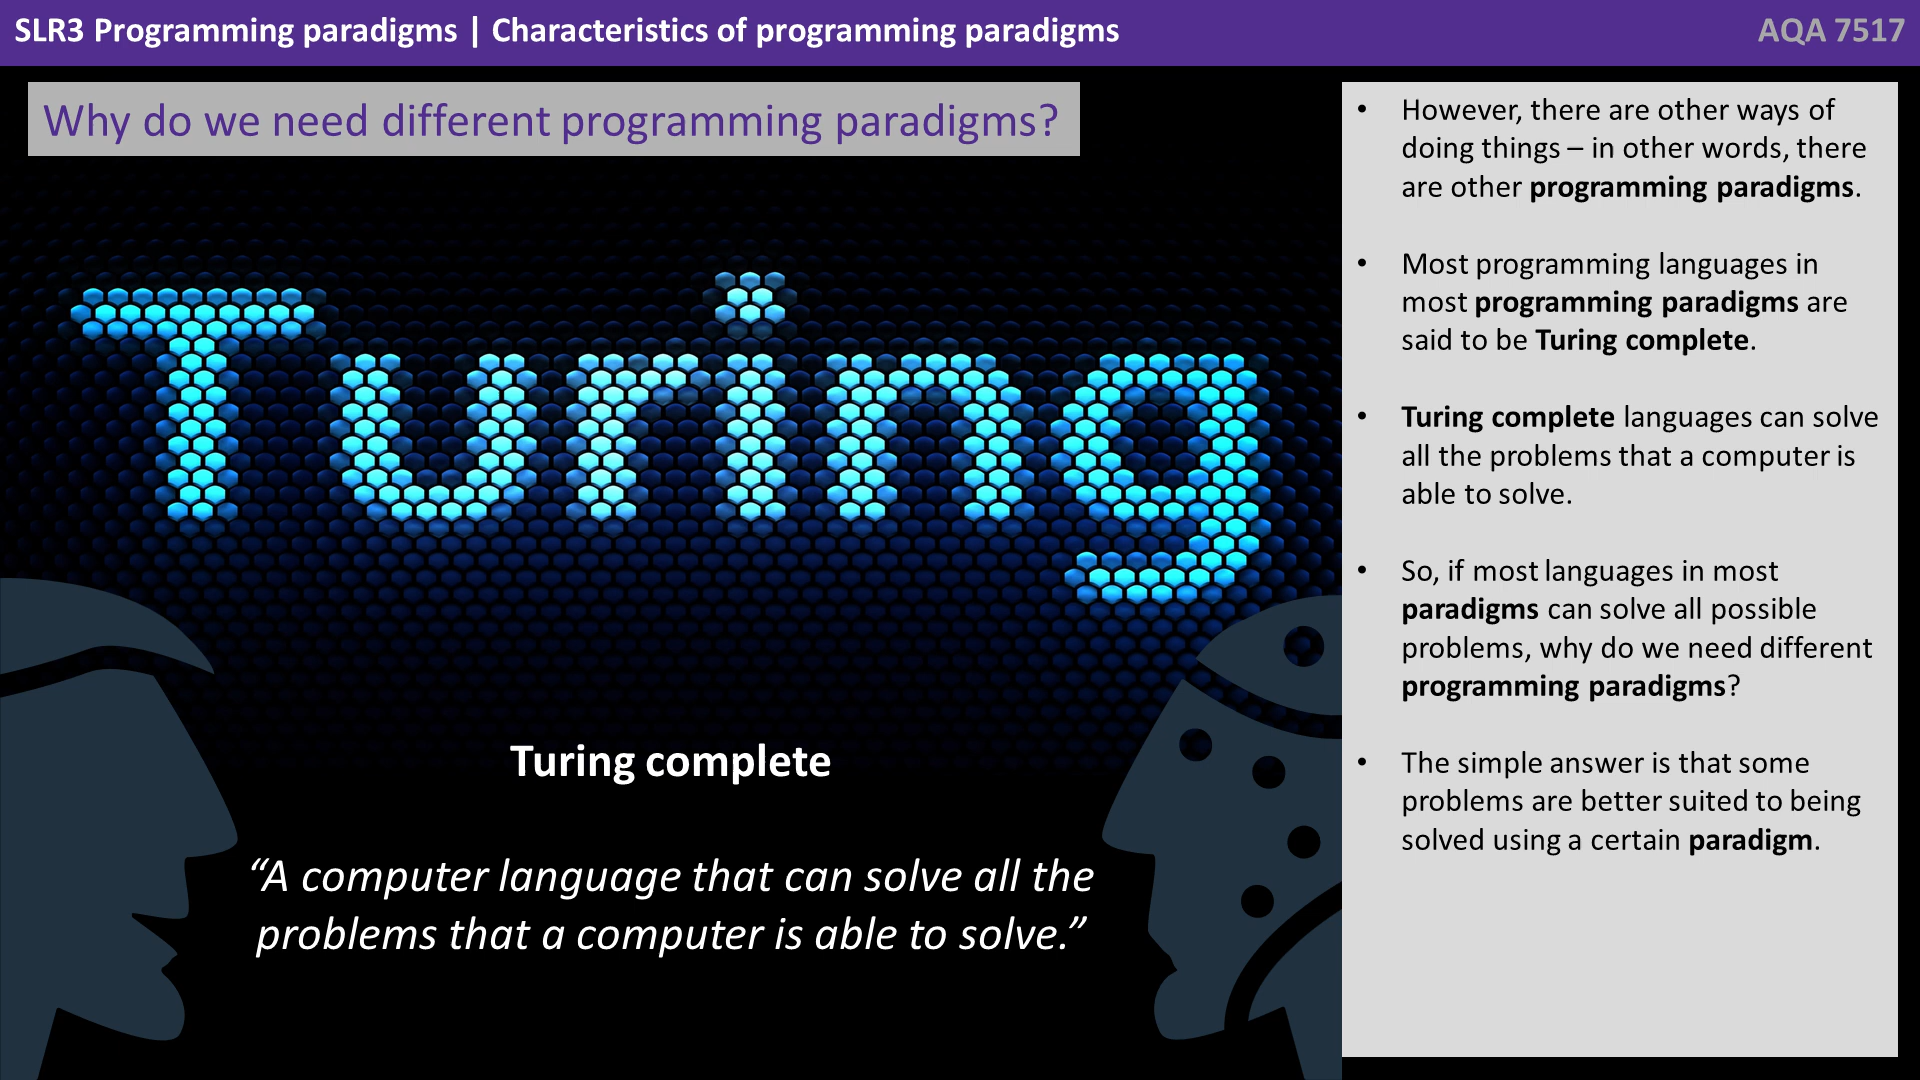 SLR3 Programming paradigms | Characteristics of programming paradigms
AQA 7517
Why do we need different programming paradigms?
Turing
Turing complete
“A computer language that can solve all the
problems that a computer is able to solve.”
• However, there are other ways of
doing things – in other words, there
are other programming paradigms.
• Most programming languages in
most programming paradigms are
said to be Turing complete.
• Turing complete languages can solve
all the problems that a computer is
able to solve.
• So, if most languages in most
paradigms can solve all possible
problems, why do we need different
programming paradigms?
• The simple answer is that some
problems are better suited to being
solved using a certain paradigm.